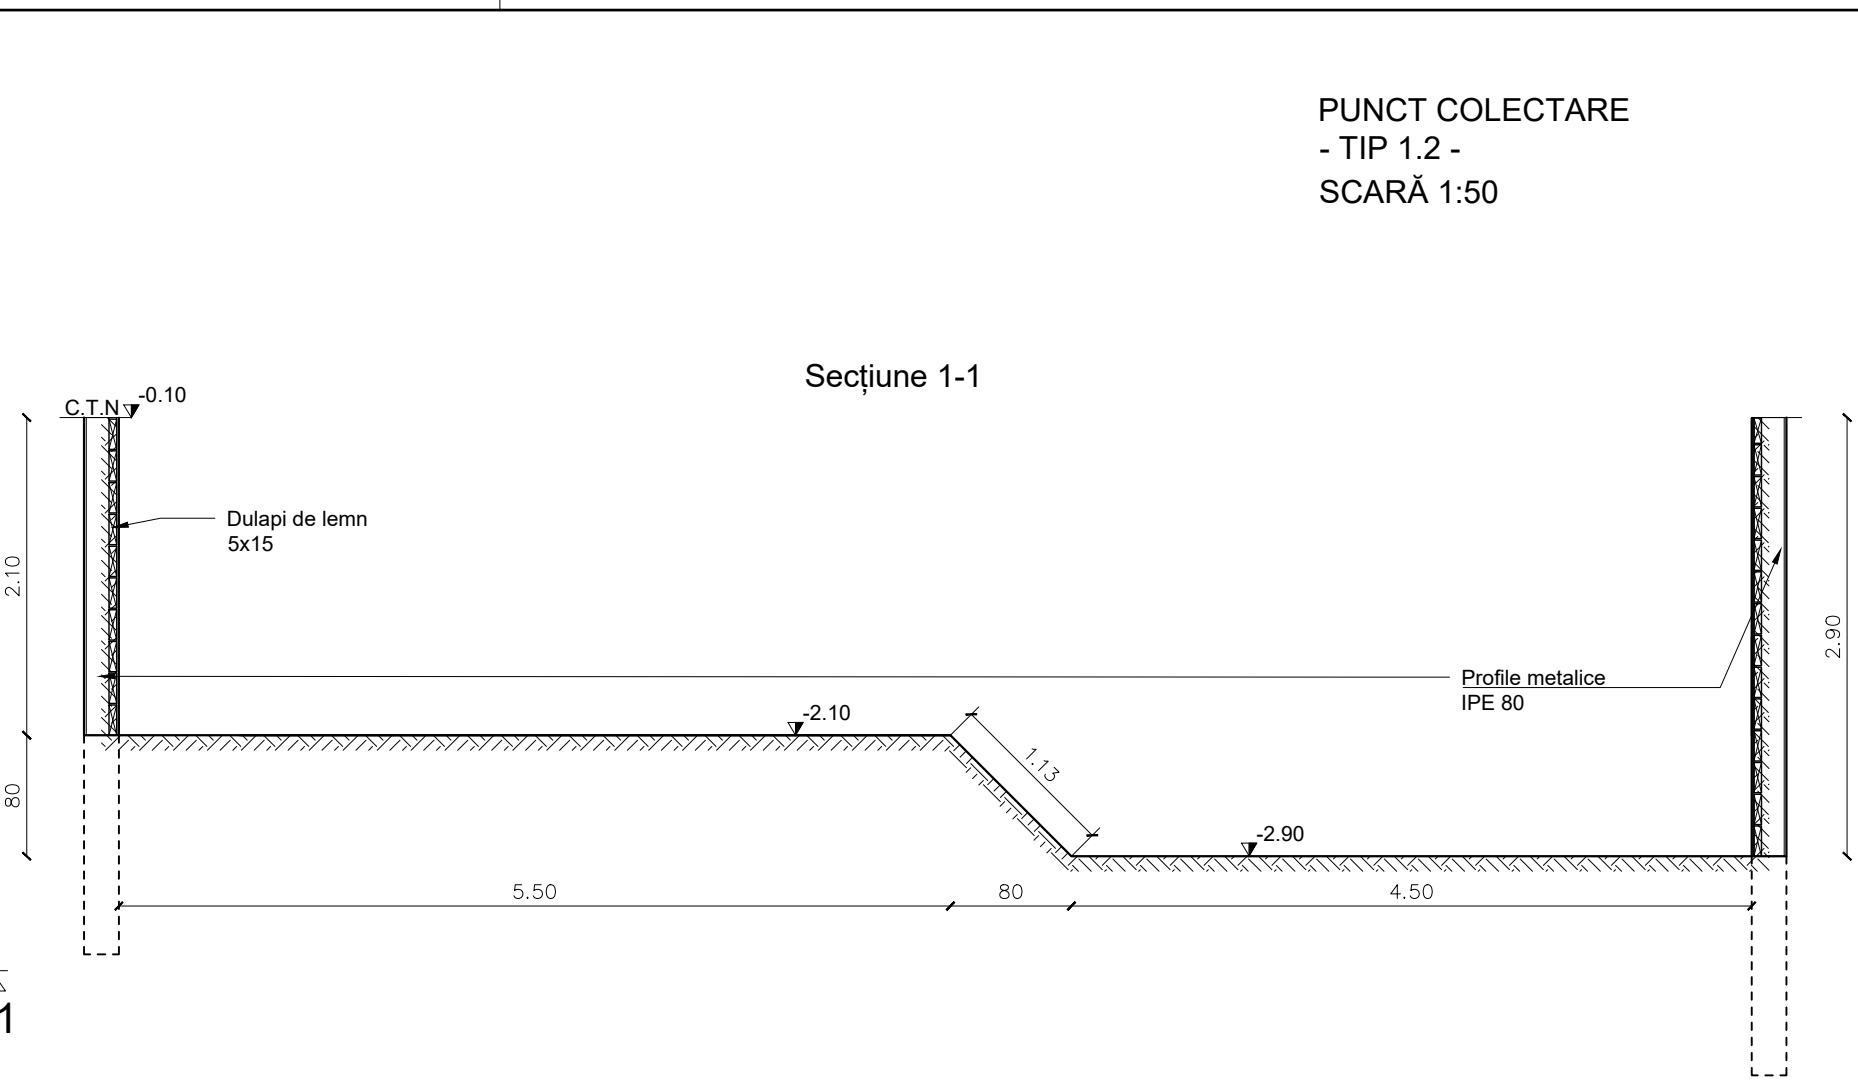 PUNCT COLECTARE
- TIP 1.2 -
SCARĂ 1:50
Secțiune 1-1
C.T.N
-0.10
Dulapi de lemn
5x15
2.10
2.90
Profile metalice
IPE 80
-2.10
1.13
80
-2.90
5.50
80
4.50
1